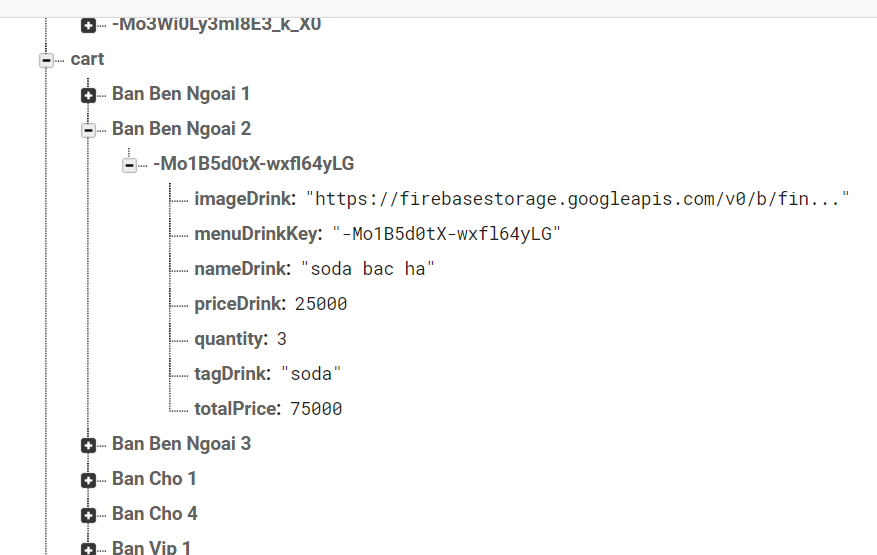 -Mo3Wi0Ly3mI8E3_k_X0
cart
Ban Ben Ngoai 1
Ban Ben Ngoai 2
-Mo1B5d0tX-wxfl64yLG
imageDrink: "https://firebasestorage.googleapis.com/v0/b/fin..."
menuDrinkKey: "-Mo1B5d0tX-wxfl64yLG"
nameDrink: "soda bac ha"
priceDrink: 25000
quantity: 3
tagDrink: "soda"
totalPrice: 75000
Ban Ben Ngoai 3
Ban Cho 1
Ban Cho 4
Ban Vip 1